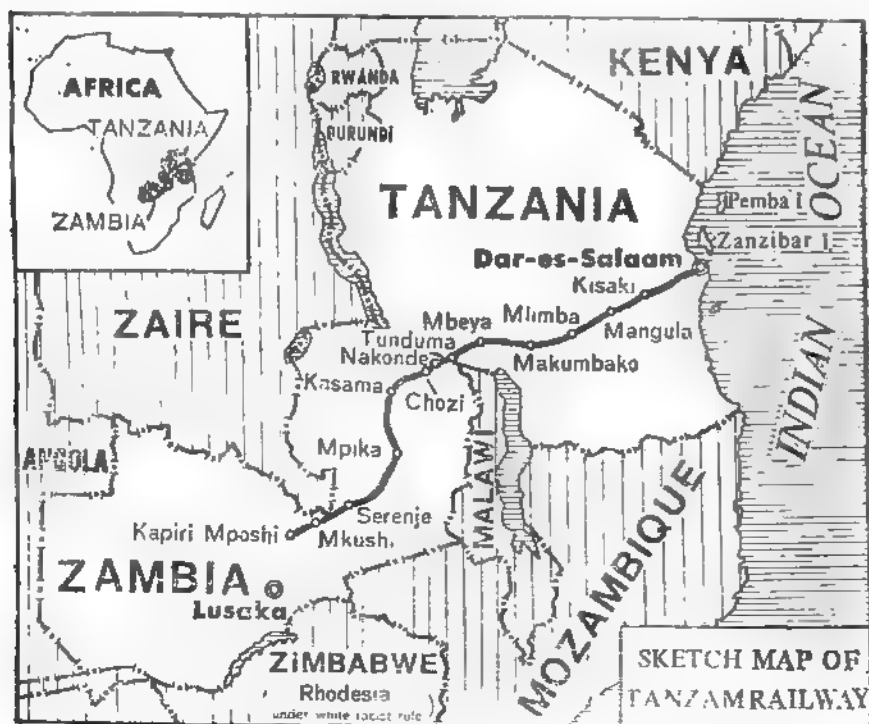 AFRICA
TANZANIA
ZAMBIA
RWANDA
BURUNDI
KENYA
OCEAN
INDIAN
TANZANIA
Pemba I
Zanzibar I.
Dar-es-Salaam
Kisaki
ZAIRE
Mbeya
Mlimba
Mangula
Tunduma
Nakonde
Makumbako
Kasama
Chozi
ANGOLA
Mpika
MALAWI
MOZAMBIQUE
Serenje
Kapiri Mposhi
Mkushi
ZAMBIA
Lusaka
ZiMBABWE
Rhodesia
under white racist rule
SKETCH MAP OF
TANZAM RAILWAY